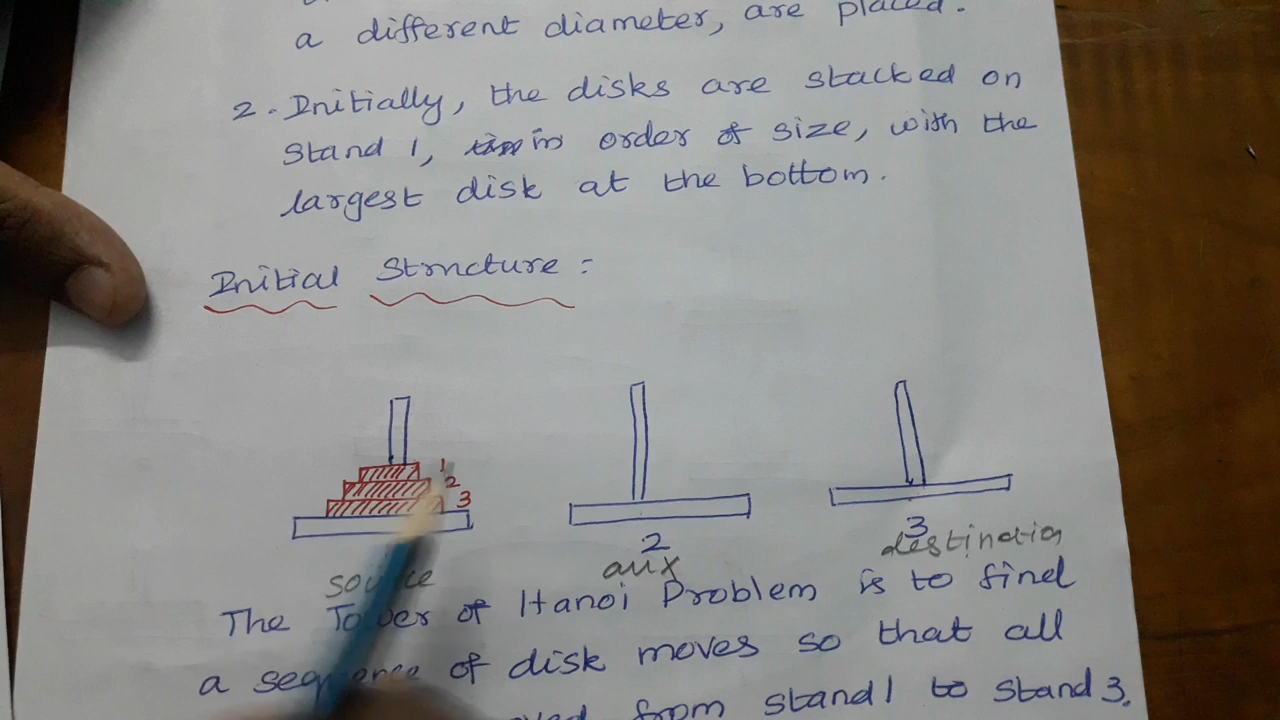 a different diameter, are placed.
2. Initially, the disks are stacked on
stand 1, in order of size, with the
largest disk at the bottom.
Initial Structure :
1
2
3
2
3
source
aux
destination
The Tower of Hanoi Problem is to find
a sequence of disk moves so that all
from stand 1 to stand 3.